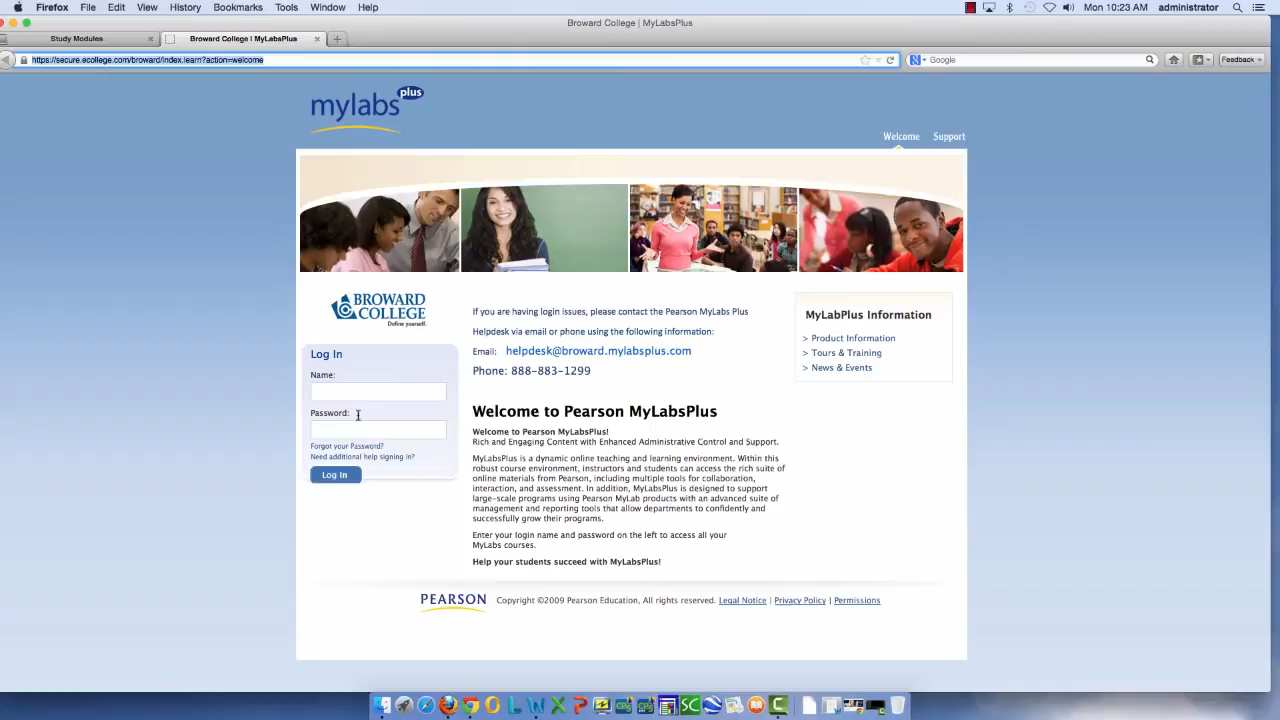 Firefox File Edit View History Bookmarks Tools Window Help Mon 10:23 AM administrator
Broward College | MyLabsPlus
Study Modules Broward College | MyLabsPlus
https://secure.ecollege.com/broward/index.learn?action=welcome Google Feedback
mylabs plus
Welcome Support
BROWARD
COLLEGE
Define yourself.
Log In
Name:
Password:
Forgot your Password?
Need additional help signing in?
Log In
If you are having login issues, please contact the Pearson MyLabs Plus
Helpdesk via email or phone using the following information:
Email: helpdesk@broward.mylabsplus.com
Phone: 888-883-1299
Welcome to Pearson MyLabsPlus
Welcome to Pearson MyLabsPlus!
Rich and Engaging Content with Enhanced Administrative Control and Support.
MyLabsPlus is a dynamic online teaching and learning environment. Within this
robust course environment, instructors and students can access the rich suite of
online materials from Pearson, including multiple tools for collaboration,
interaction, and assessment. In addition, MyLabsPlus is designed to support
large-scale programs using Pearson MyLab products with an advanced suite of
management and reporting tools that allow departments to confidently and
successfully grow their programs.
Enter your login name and password on the left to access all your
MyLabs courses.
Help your students succeed with MyLabsPlus!
MyLabPlus Information
> Product Information
> Tours & Training
> News & Events
PEARSON Copyright ©2009 Pearson Education, All rights reserved. Legal Notice | Privacy Policy | Permissions